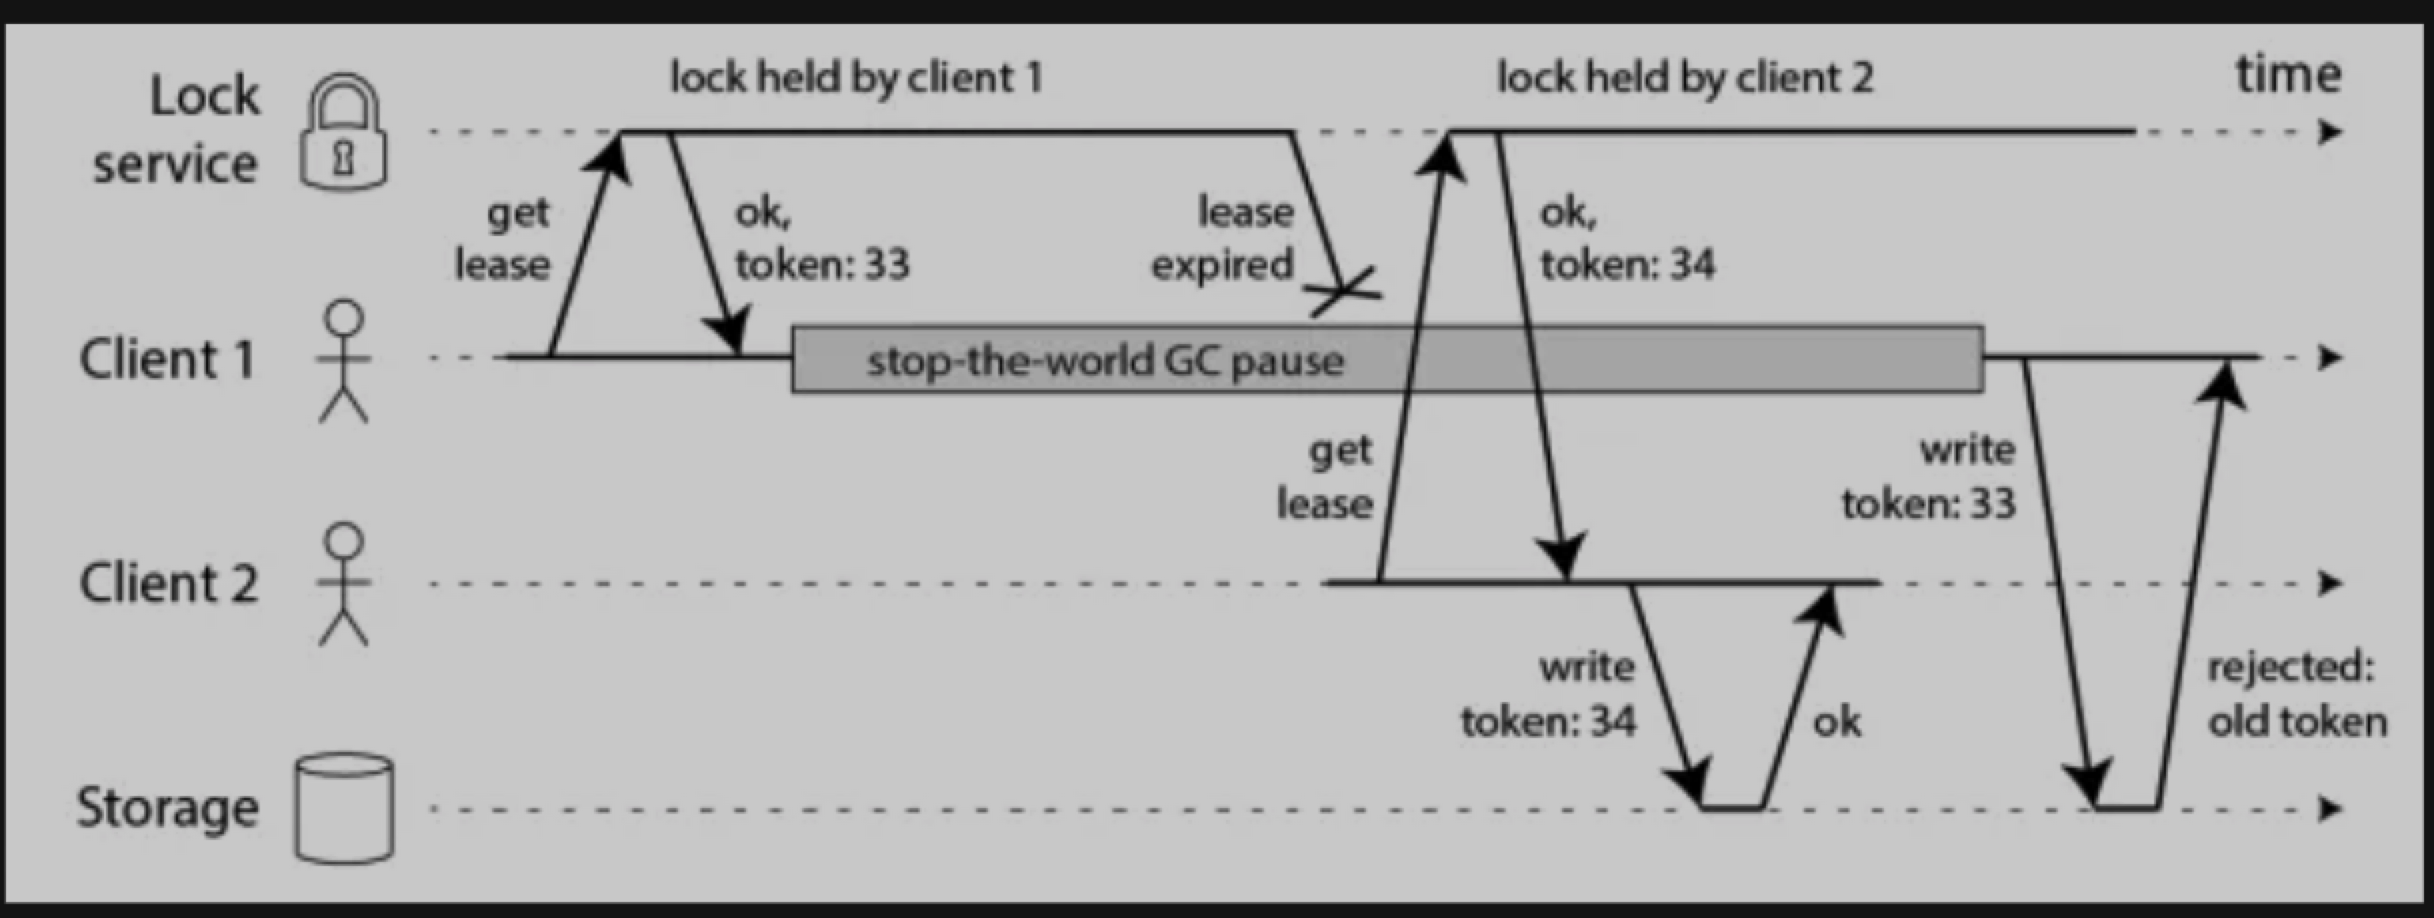 lock held by client 1
lock held by client 2
time
Lock
service
get
lease
ok,
token: 33
lease
expired
ok,
token: 34
Client 1
stop-the-world GC pause
get
lease
write
token: 33
Client 2
write
token: 34
ok
rejected:
old token
Storage